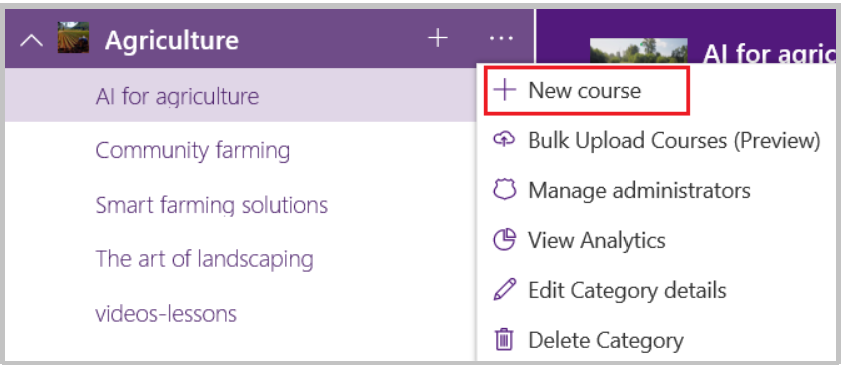 Agriculture
AI for agriculture
Community farming
Smart farming solutions
The art of landscaping
videos-lessons
AI for agric
New course
Bulk Upload Courses (Preview)
Manage administrators
View Analytics
Edit Category details
Delete Category